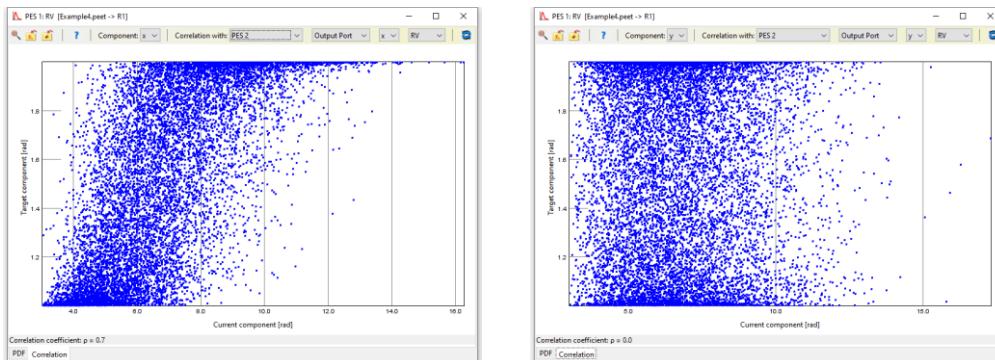 PES 1: RV [Example4.peet -> R1]
? Component: x Correlation with: PES 2 Output Port x RV
Target component [rad]
1.8
1.6
1.4
1.2
4.0 6.0 8.0 10.0 12.0 14.0 16.0
Current component [rad]
Correlation coefficient: ρ = 0.7
PDF Correlation
PES 1: RV [Example4.peet -> R1]
? Component: y Correlation with: PES 2 Output Port y RV
Target component [rad]
1.8
1.6
1.4
1.2
5.0 10.0 15.0
Current component [rad]
Correlation coefficient: ρ = 0.0
PDF Correlation